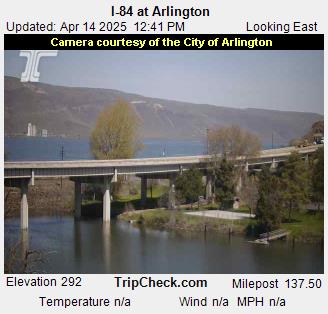 I-84 at Arlington
Updated: Apr 14 2025 12:41 PM Looking East
Camera courtesy of the City of Arlington
Elevation 292 TripCheck.com Milepost 137.50
Temperature n/a Wind n/a MPH n/a